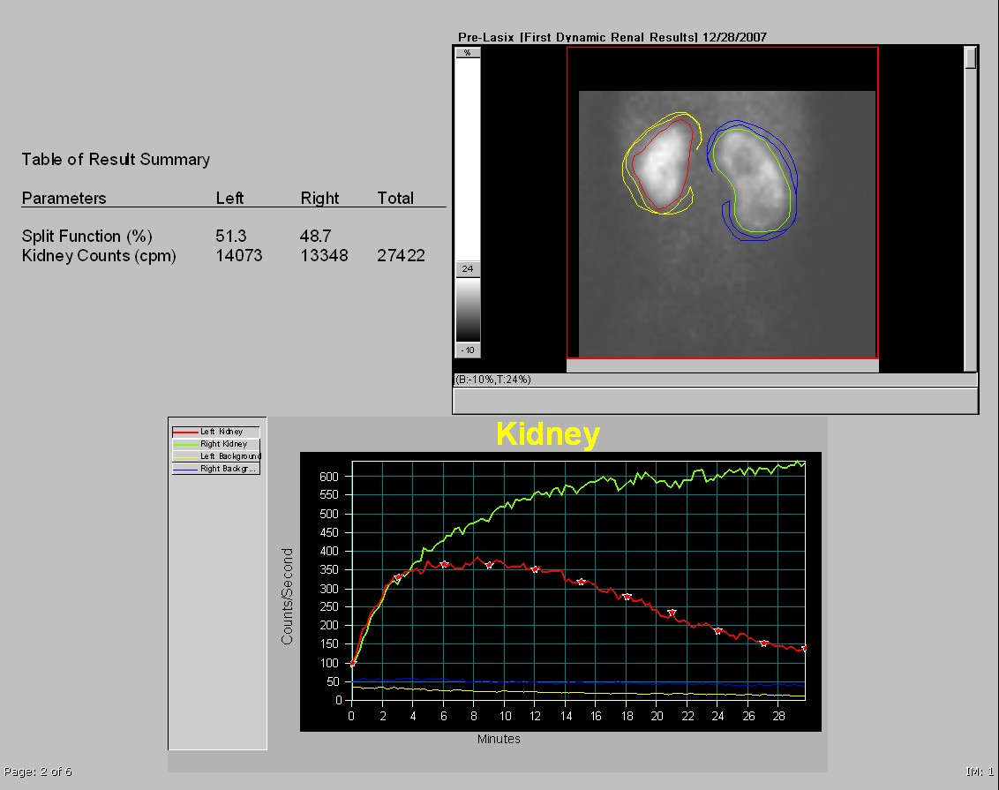 Pre-Lasix [First Dynamic Renal Results] 12/28/2007
%
24
-10
(B:-10%,T:24%)
Table of Result Summary
Parameters Left Right Total
Split Function (%) 51.3 48.7
Kidney Counts (cpm) 14073 13348 27422
Left Kidney
Right Kidney
Left Background
Right Backgr...
Kidney
Counts/Second
600
550
500
450
400
350
300
250
200
150
100
50
0
0 2 4 6 8 10 12 14 16 18 20 22 24 26 28
Minutes
Page: 2 of 6
IM: 1